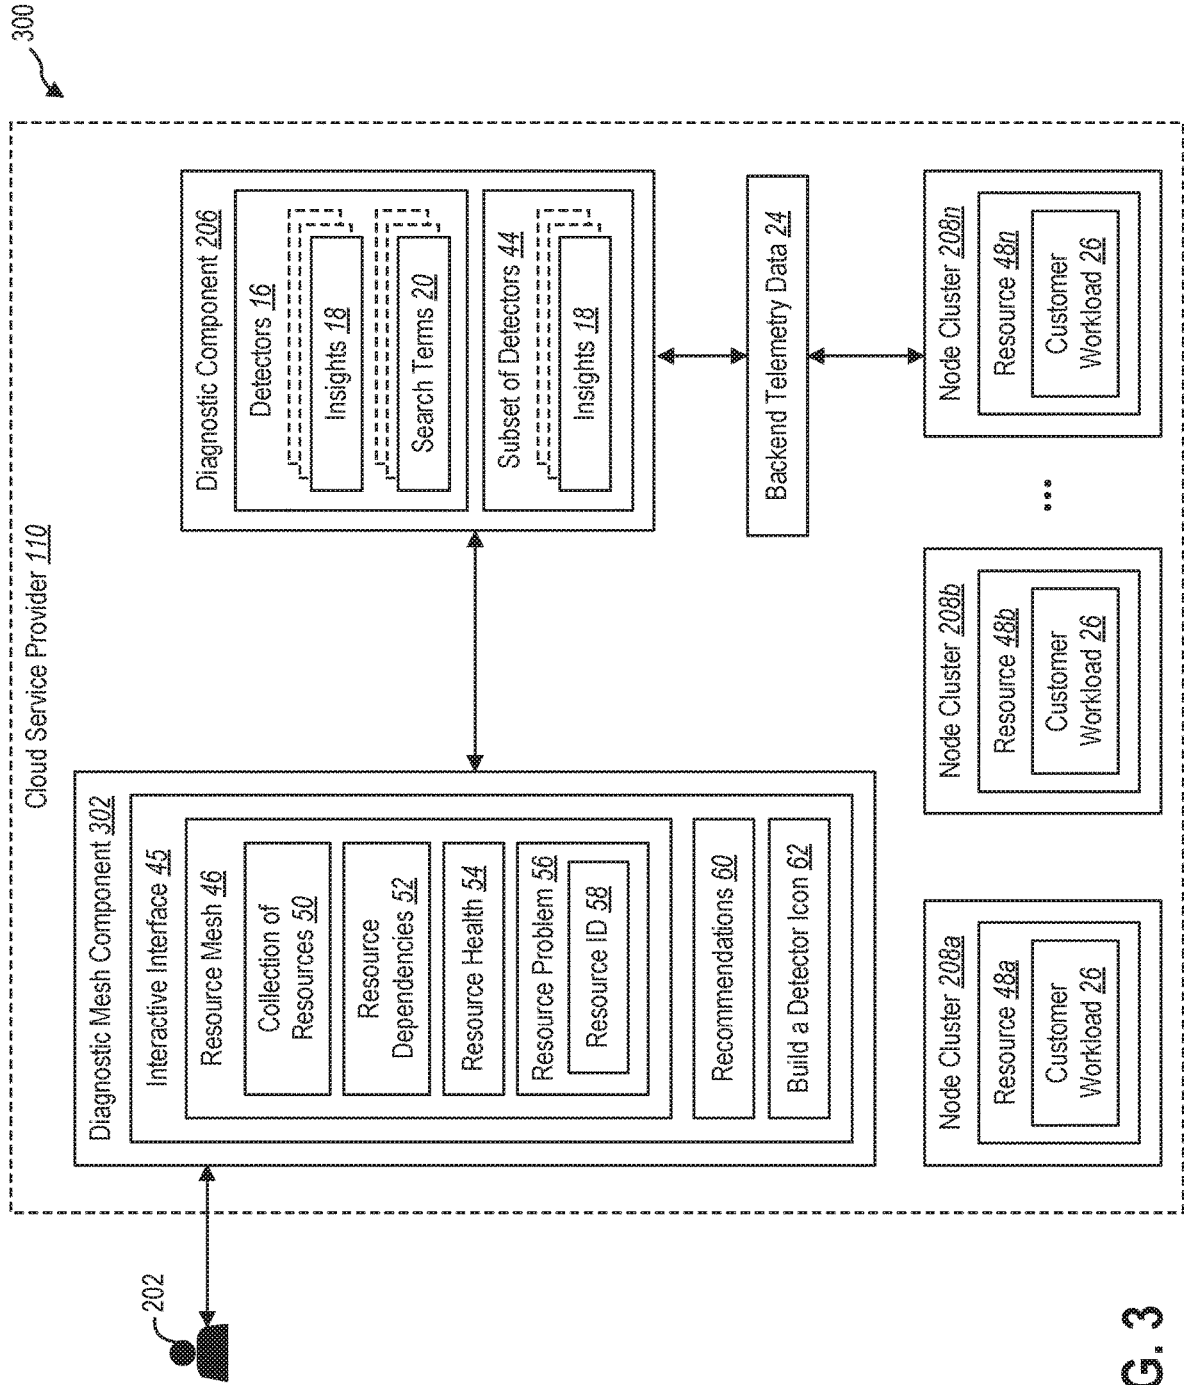 300
Cloud Service Provider 110
202
Diagnostic Mesh Component 302
Interactive Interface 45
Resource Mesh 46
Collection of
Resources 50
Resource
Dependencies 52
Resource Health 54
Resource Problem 56
Resource ID 58
Recommendations 60
Build a Detector Icon 62
Diagnostic Component 206
Detectors 16
Insights 18
Search Terms 20
Subset of Detectors 44
Insights 18
Backend Telemetry Data 24
Node Cluster 208a
Resource 48a
Customer
Workload 26
Node Cluster 208b
Resource 48b
Customer
Workload 26
...
Node Cluster 208n
Resource 48n
Customer
Workload 26
G. 3